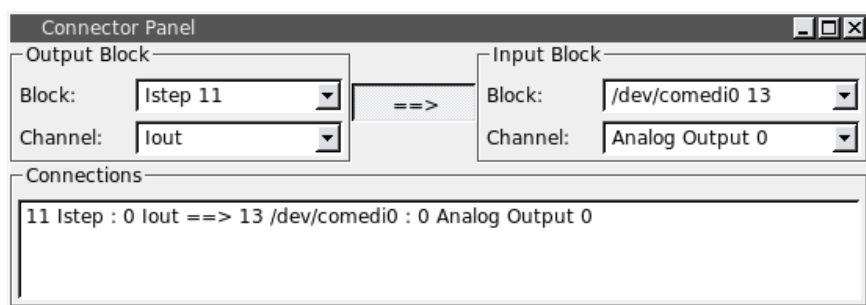 Connector Panel
Output Block
Block: Istep 11
Channel: Iout
==>
Input Block
Block: /dev/comedi0 13
Channel: Analog Output 0
Connections
11 Istep : 0 Iout ==> 13 /dev/comedi0 : 0 Analog Output 0